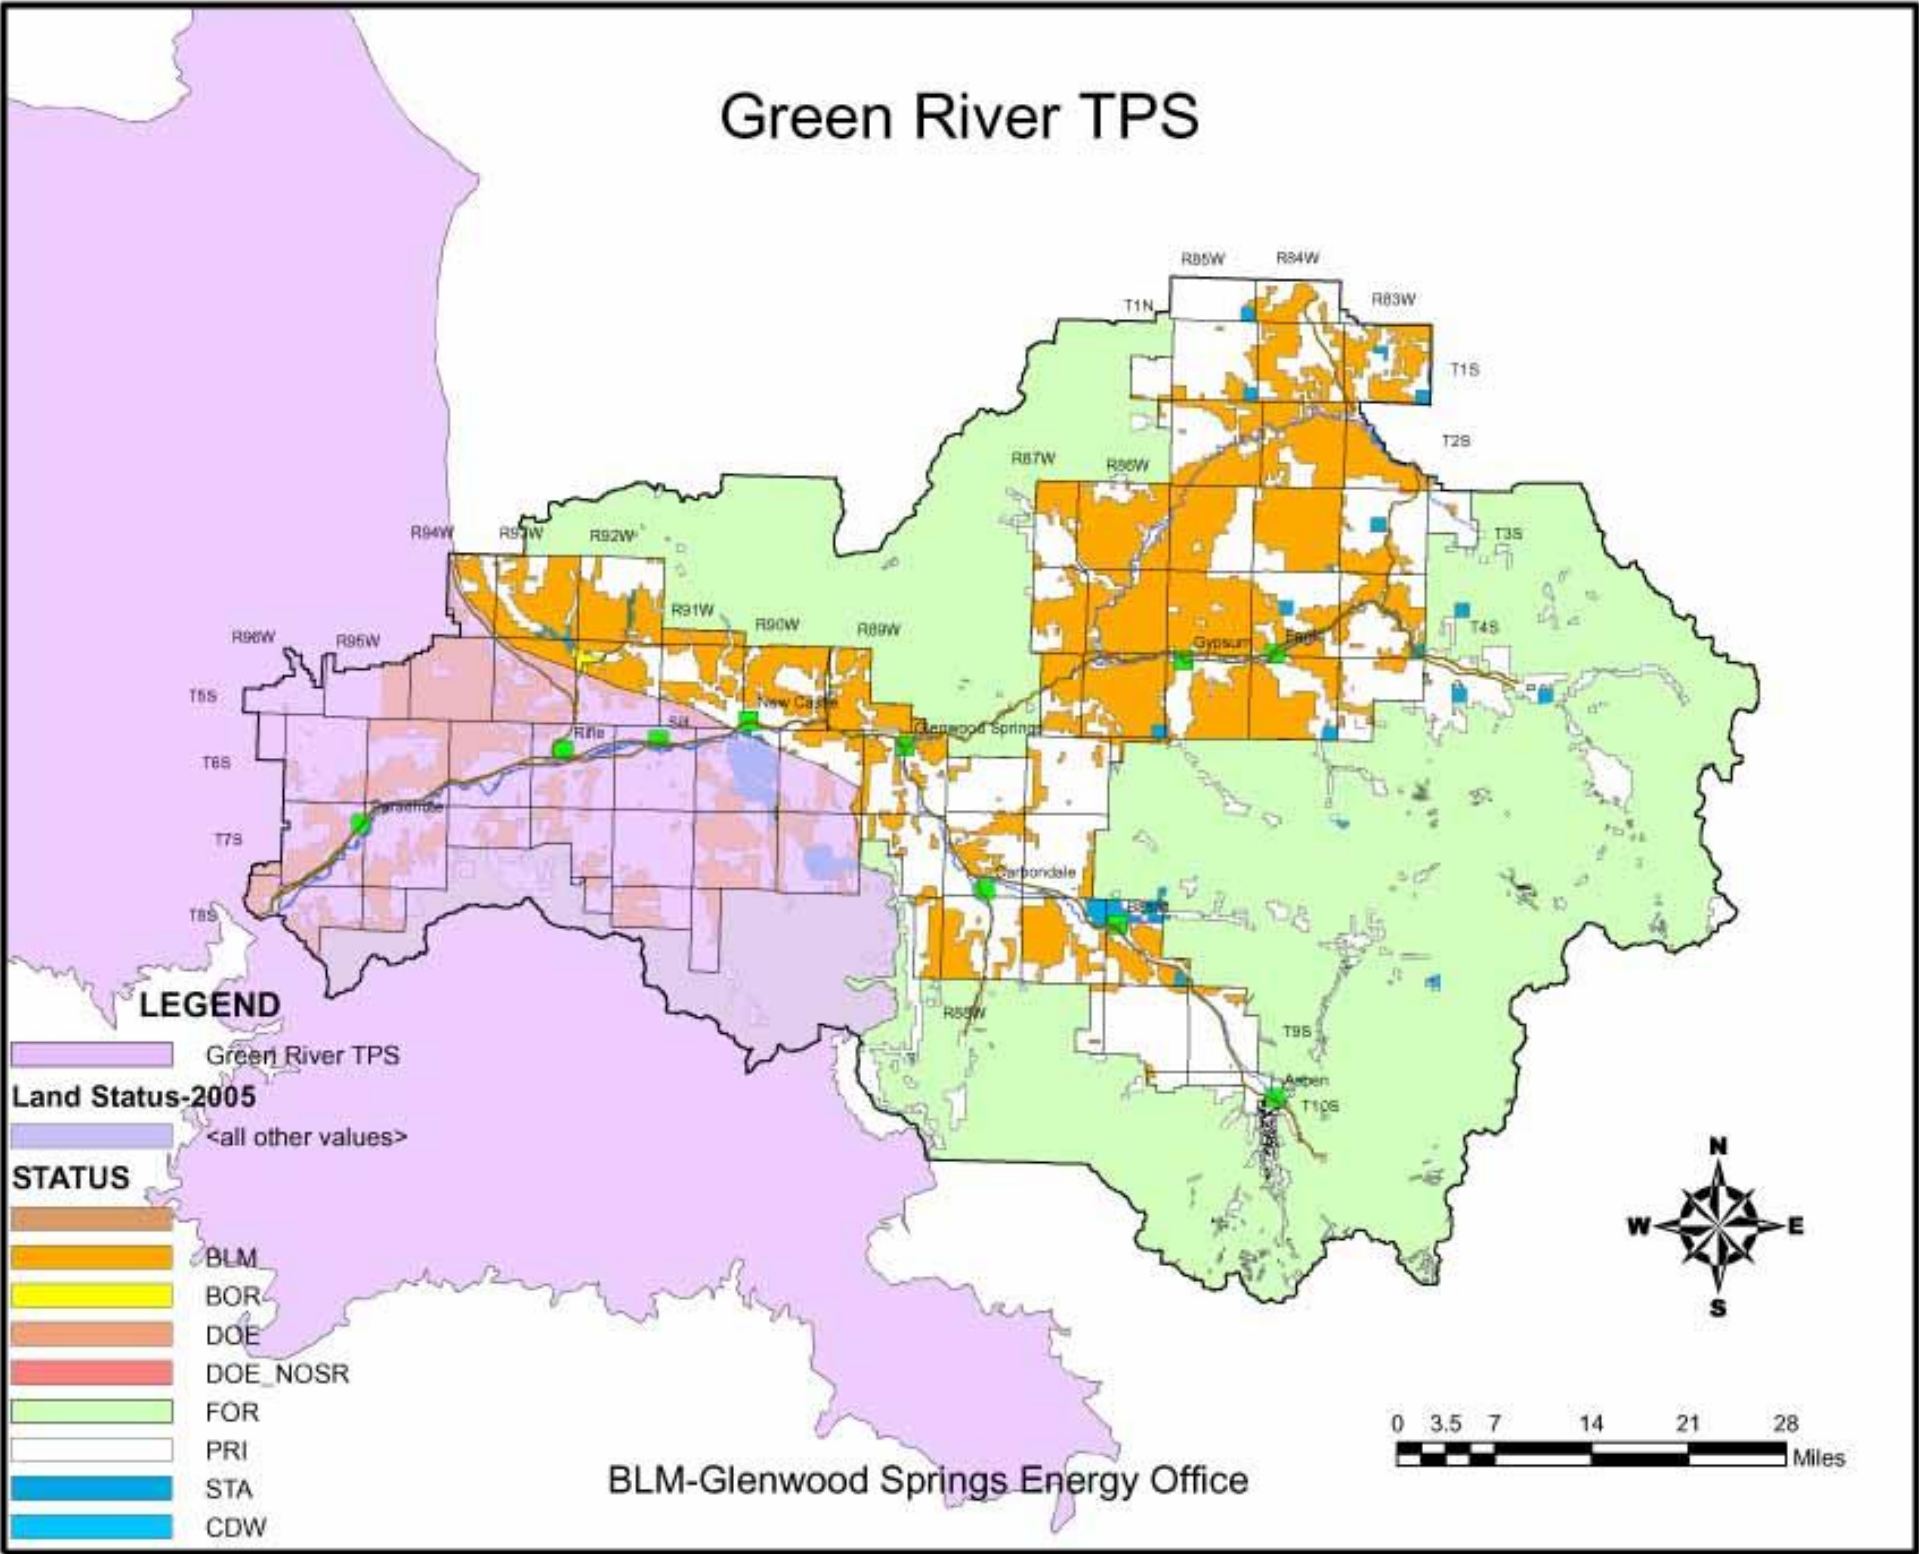 Green River TPS
R85W
R84W
R83W
T1N
T1S
T2S
R87W
R86W
R94W
R93W
R92W
T3S
R91W
R90W
R89W
R96W
R95W
T4S
Gypsum
Eagle
T5S
New Castle
Silt
Rifle
Glenwood Springs
T6S
Parachute
T7S
Carbondale
T8S
R88W
T9S
Aspen
T10S
LEGEND
Green River TPS
Land Status-2005
<all other values>
STATUS
BLM
BOR
DOE
DOE_NOSR
FOR
PRI
STA
CDW
N
W
E
S
0 3.5 7 14 21 28
Miles
BLM-Glenwood Springs Energy Office